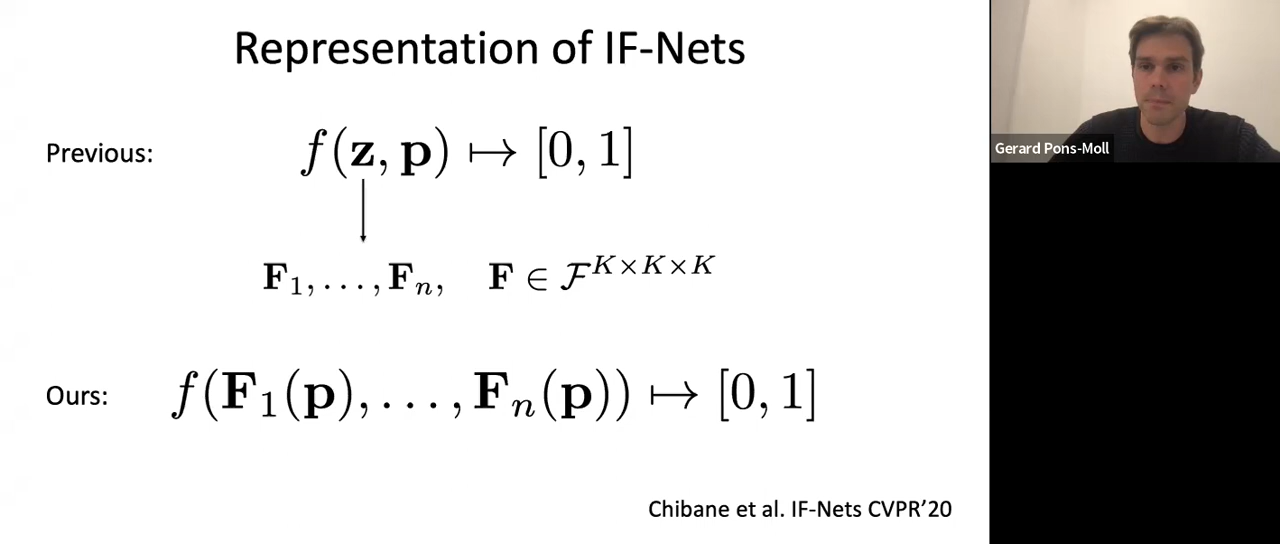 Representation of IF-Nets
Previous: f(z, p) ↦ [0, 1]
F₁, . . . , Fₙ, F ∈ ℱ^{K×K×K}
Ours: f(F₁(p), . . . , Fₙ(p)) ↦ [0, 1]
Chibane et al. IF-Nets CVPR’20
Gerard Pons-Moll